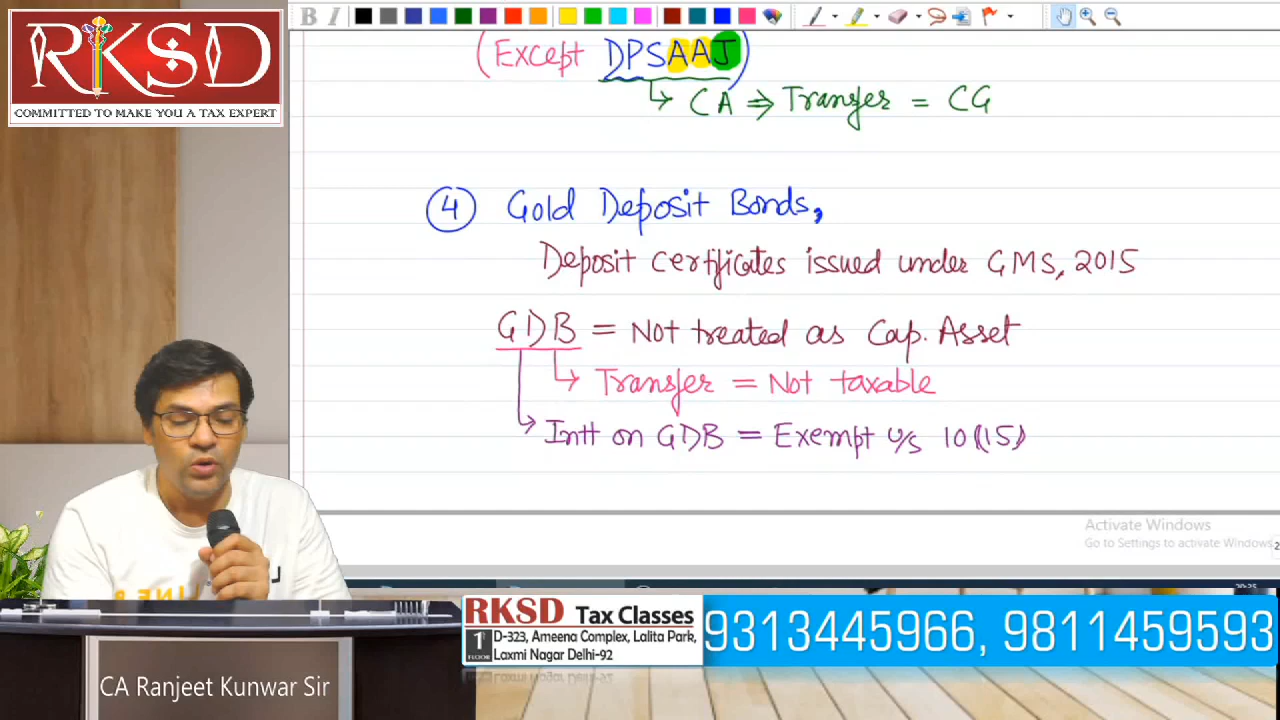 RKSD
COMMITTED TO MAKE YOU A TAX EXPERT
B I
(Except DPSAAJ)
CA ⇒ Transfer = CG
4 Gold Deposit Bonds,
Deposit certificates issued under GMS, 2015
GDB = Not treated as Cap. Asset
Transfer = Not taxable
Intt on GDB = Exempt u/s 10(15)
Activate Windows
Go to Settings to activate Windows.
RKSD Tax Classes
D-323, Ameena Complex, Lalita Park,
Laxmi Nagar Delhi-92
9313445966, 9811459593
CA Ranjeet Kunwar Sir